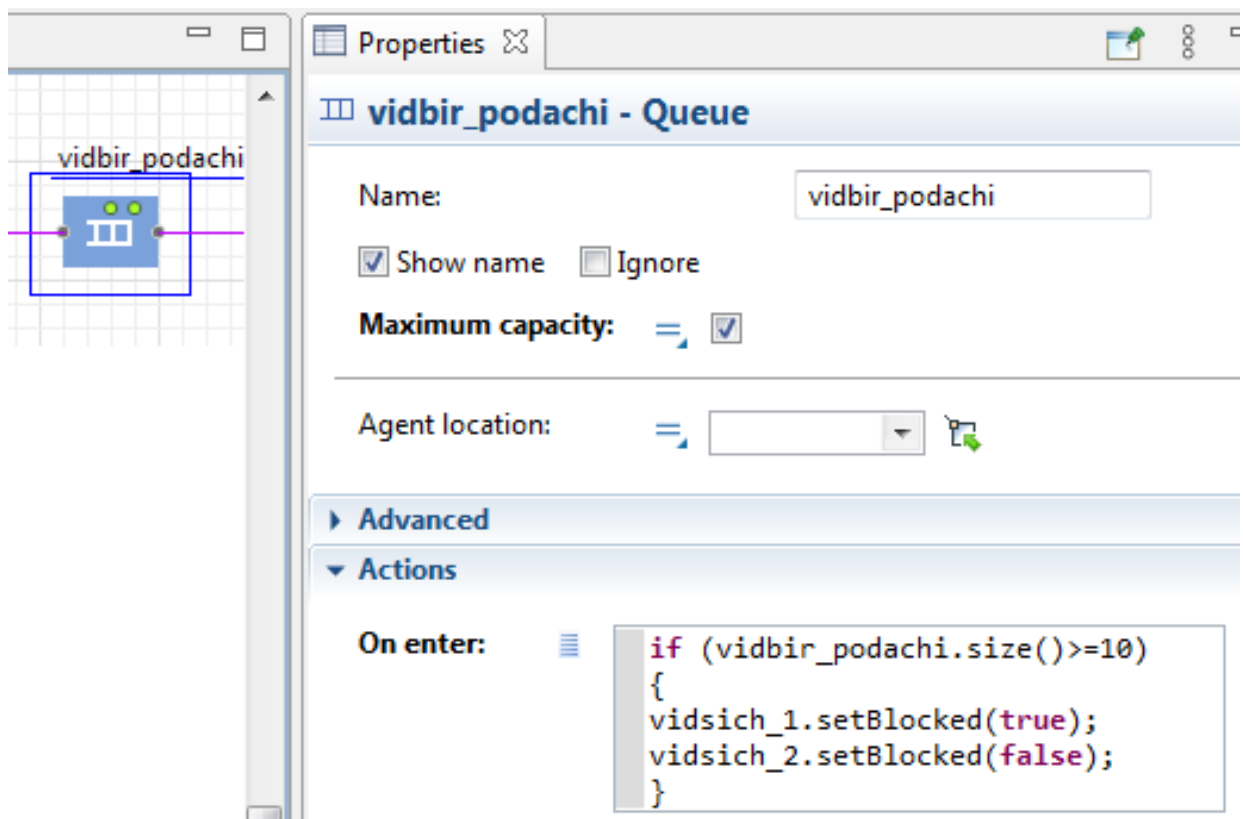 Properties
vidbir_podachi - Queue
vidbir_podachi
Name:
vidbir_podachi
Show name
Ignore
Maximum capacity:
Agent location:
Advanced
Actions
On enter:
if (vidbir_podachi.size()>=10)
{
vidsich_1.setBlocked(true);
vidsich_2.setBlocked(false);
}